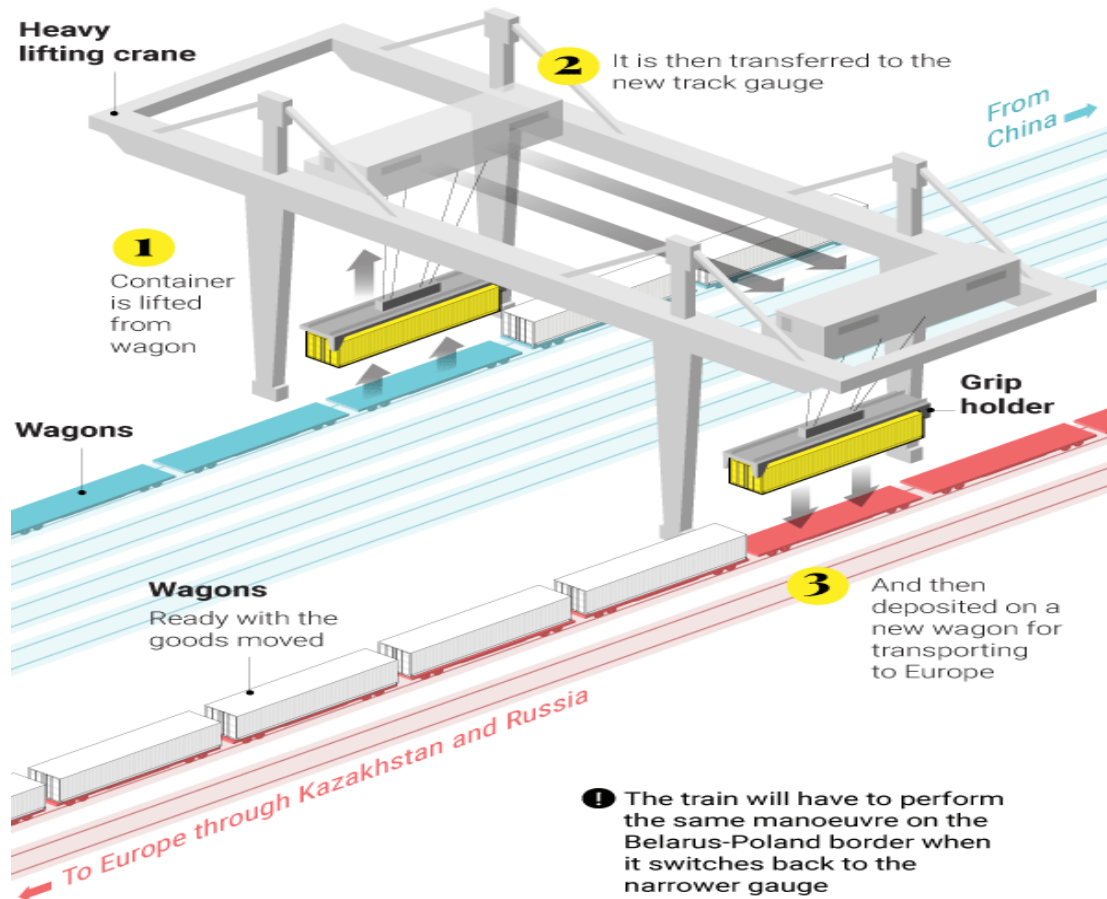 Heavy
lifting crane
2
It is then transferred to the
new track gauge
From
China
1
Container
is lifted
from
wagon
Grip
holder
Wagons
Wagons
Ready with the
goods moved
3
And then
deposited on a
new wagon for
transporting
to Europe
To Europe through Kazakhstan and Russia
! The train will have to perform
the same manoeuvre on the
Belarus-Poland border when
it switches back to the
narrower gauge